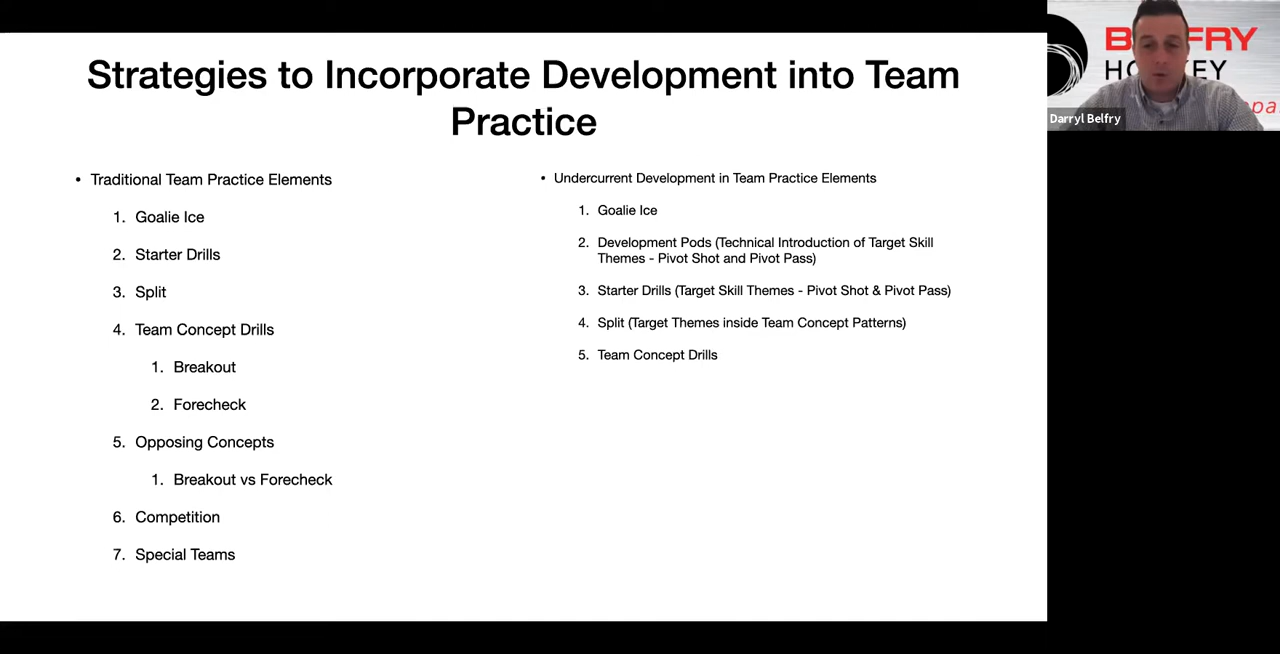 Strategies to Incorporate Development into Team
Practice
• Traditional Team Practice Elements
1. Goalie Ice
2. Starter Drills
3. Split
4. Team Concept Drills
1. Breakout
2. Forecheck
5. Opposing Concepts
1. Breakout vs Forecheck
6. Competition
7. Special Teams
• Undercurrent Development in Team Practice Elements
1. Goalie Ice
2. Development Pods (Technical Introduction of Target Skill
Themes - Pivot Shot and Pivot Pass)
3. Starter Drills (Target Skill Themes - Pivot Shot & Pivot Pass)
4. Split (Target Themes inside Team Concept Patterns)
5. Team Concept Drills
Darryl Belfry